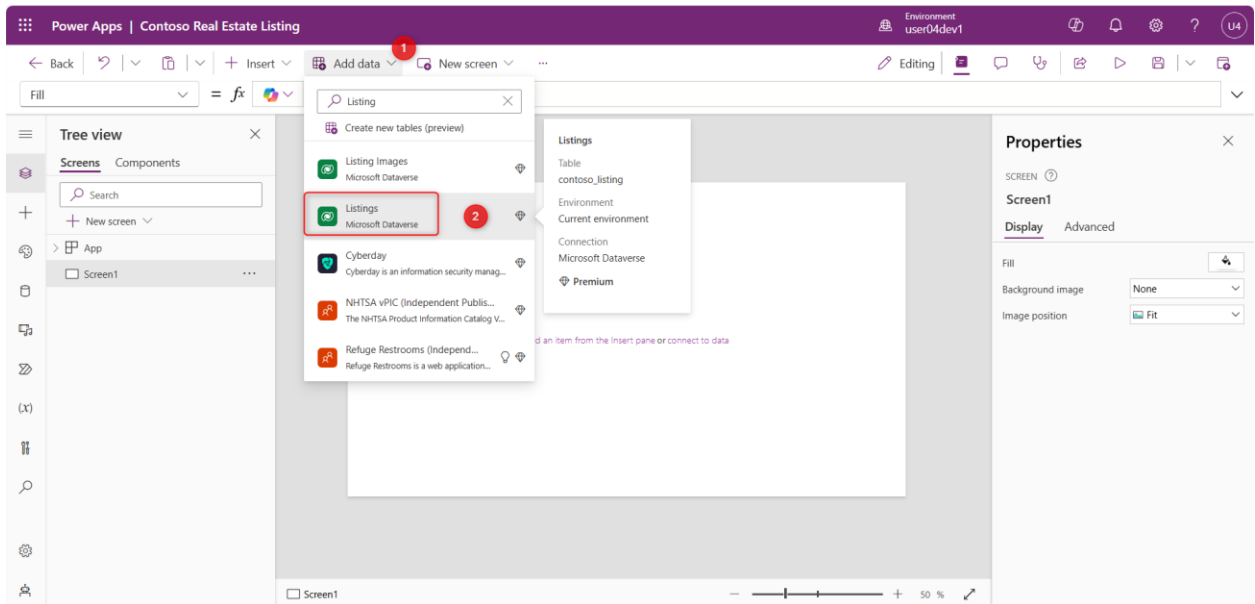 Power Apps | Contoso Real Estate Listing
Environment
user04dev1
U4
Back
Insert
Add data
1
New screen
...
Editing
Fill
= fx
Listing
Create new tables (preview)
Listing Images
Microsoft Dataverse
Listings
Microsoft Dataverse
2
Cyberday
Cyberday is an information security manag...
NHTSA vPIC (Independent Publis...
The NHTSA Product Information Catalog V...
Refuge Restrooms (Independ...
Refuge Restrooms is a web application...
Listings
Table
contoso_listing
Environment
Current environment
Connection
Microsoft Dataverse
Premium
Tree view
Screens
Components
Search
New screen
App
Screen1
...
(x)
d an item from the Insert pane or connect to data
Properties
SCREEN
Screen1
Display
Advanced
Fill
Background image
None
Image position
Fit
Screen1
50 %